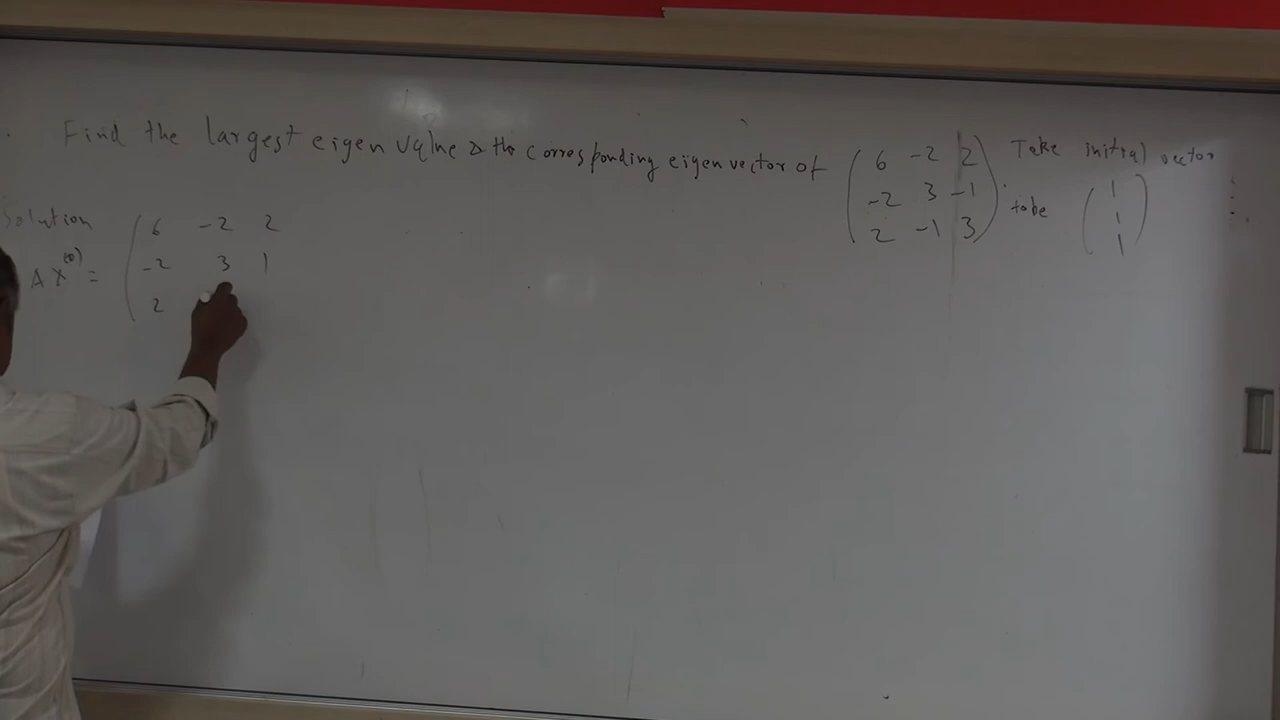 Find the largest eigen value & the corresponding eigen vector of ( 6 -2 2 ) Take initial vector
( -2 3 -1 ) to be ( 1
( 2 -1 3 ) 1
1 )
Solution ( 6 -2 2
A X^(0) = -2 3 1
2